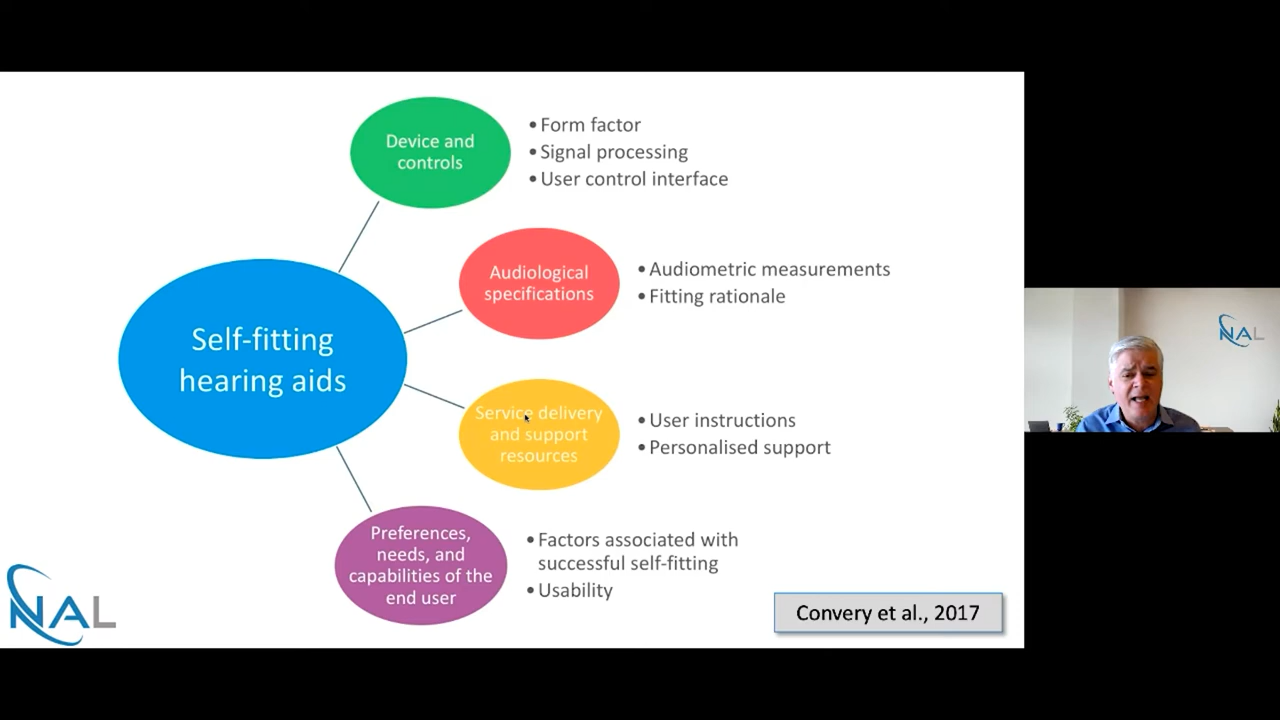 Device and
controls
• Form factor
• Signal processing
• User control interface
Audiological
specifications
• Audiometric measurements
• Fitting rationale
Self-fitting
hearing aids
Service delivery
and support
resources
• User instructions
• Personalised support
Preferences,
needs, and
capabilities of the
end user
• Factors associated with
successful self-fitting
• Usability
Convery et al., 2017
NAL
NAL